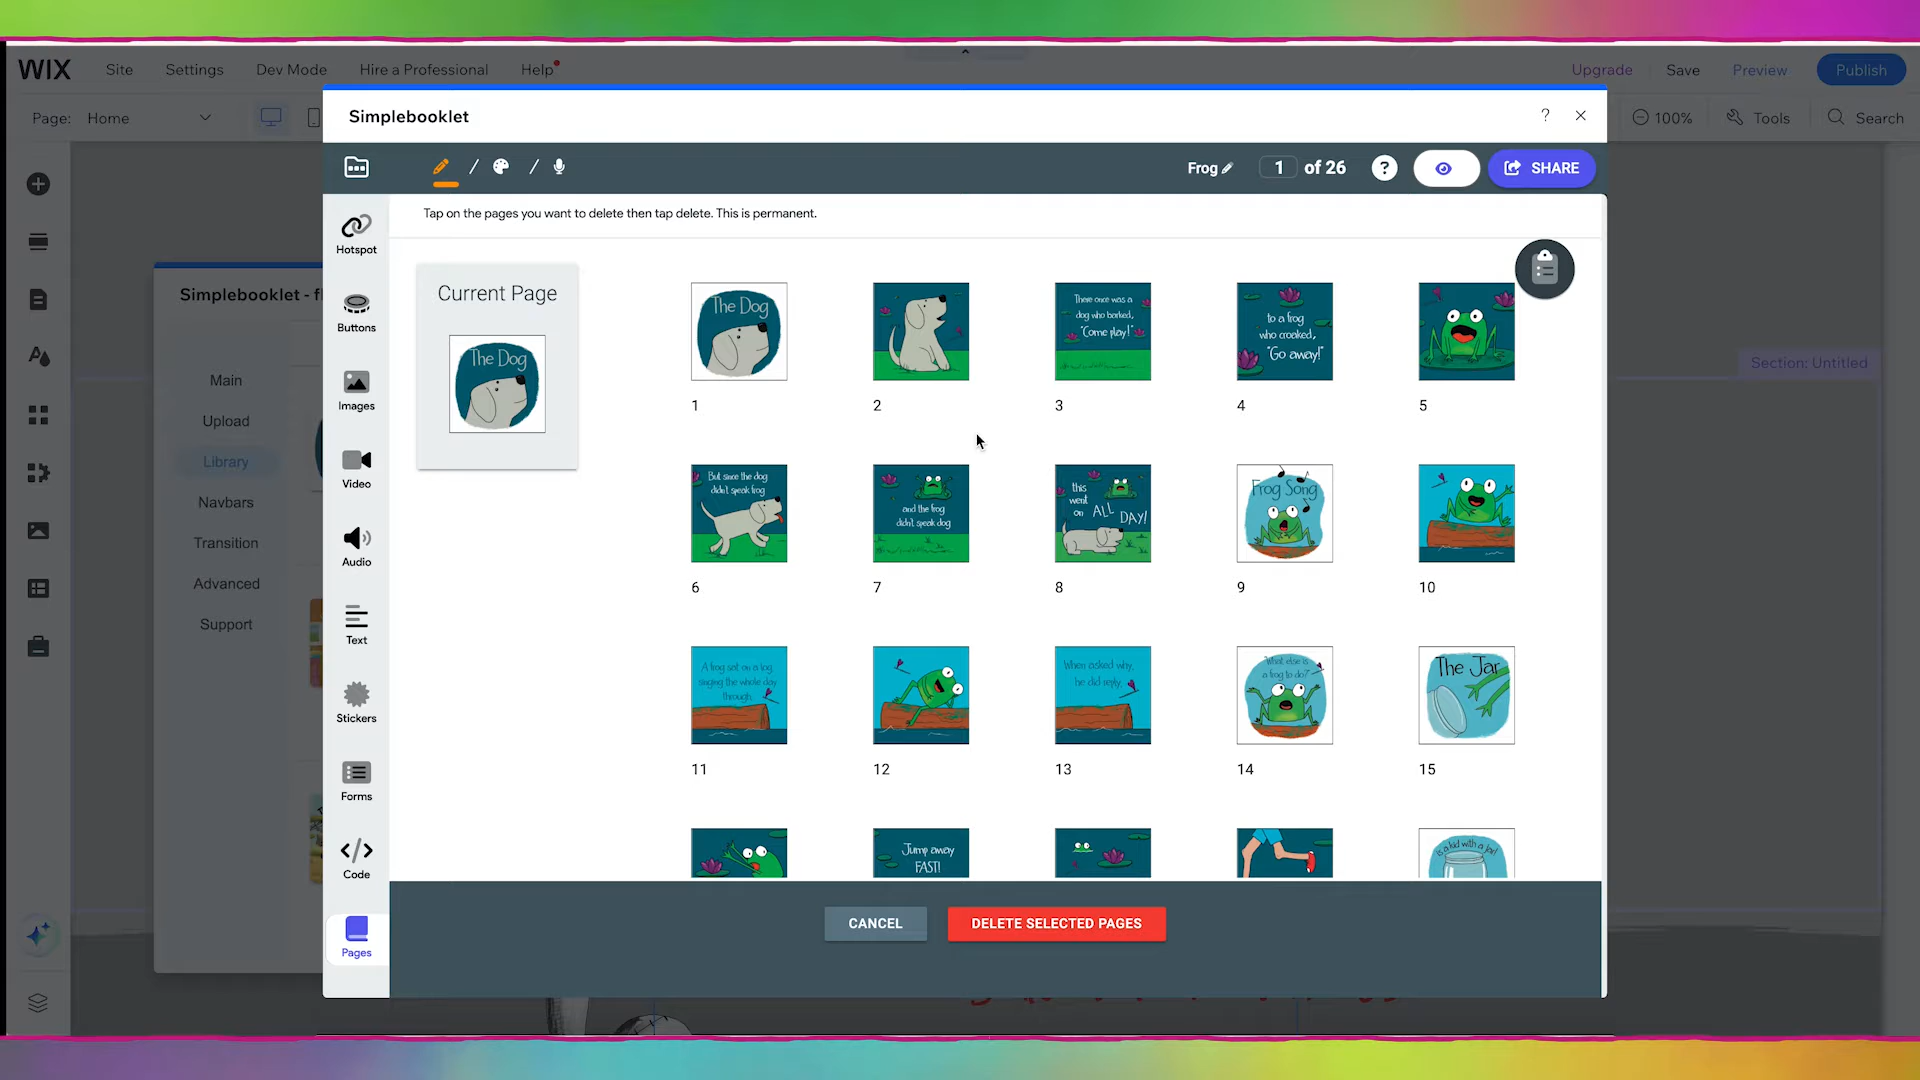 WIX
Site
Settings
Dev Mode
Hire a Professional
Help
Upgrade
Save
Preview
Publish
Page:
Home
100%
Tools
Search
Simplebooklet
?
/
/
Frog
1
of 26
?
SHARE
Tap on the pages you want to delete then tap delete. This is permanent.
Hotspot
Buttons
Images
Video
Audio
Text
Stickers
Forms
Code
Pages
Simplebooklet - fl
Main
Upload
Library
Navbars
Transition
Advanced
Support
Section: Untitled
Current Page
The Dog
The Dog
1
2
There once was a
dog who barked,
"Come play!"
3
to a frog
who croaked,
"Go away!"
4
5
But since the dog
didn't speak frog
6
and the frog
didn't speak dog
7
this
went
on
ALL
DAY!
8
Frog Song
9
10
A frog sat on a log,
singing the whole day
through.
11
12
When asked why,
he did reply,
13
What else is
a frog to do?
14
The Jar
15
Jump away
FAST!
is a kid with a jar!
CANCEL
DELETE SELECTED PAGES